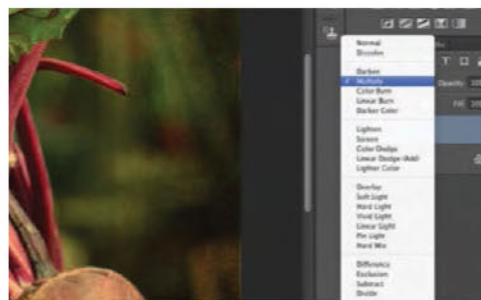 Normal
Dissolve
Darken
Multiply
Color Burn
Linear Burn
Darker Color
Lighten
Screen
Color Dodge
Linear Dodge (Add)
Lighter Color
Overlay
Soft Light
Hard Light
Vivid Light
Linear Light
Pin Light
Hard Mix
Difference
Exclusion
Subtract
Divide
T
Opacity:
Fill: